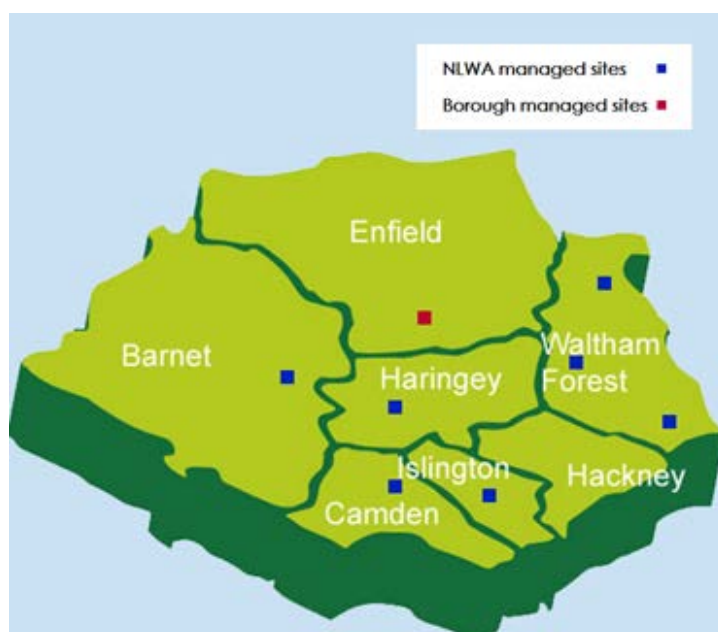 NLWA managed sites
Borough managed sites
Enfield
Barnet
Waltham
Forest
Haringey
Islington
Hackney
Camden